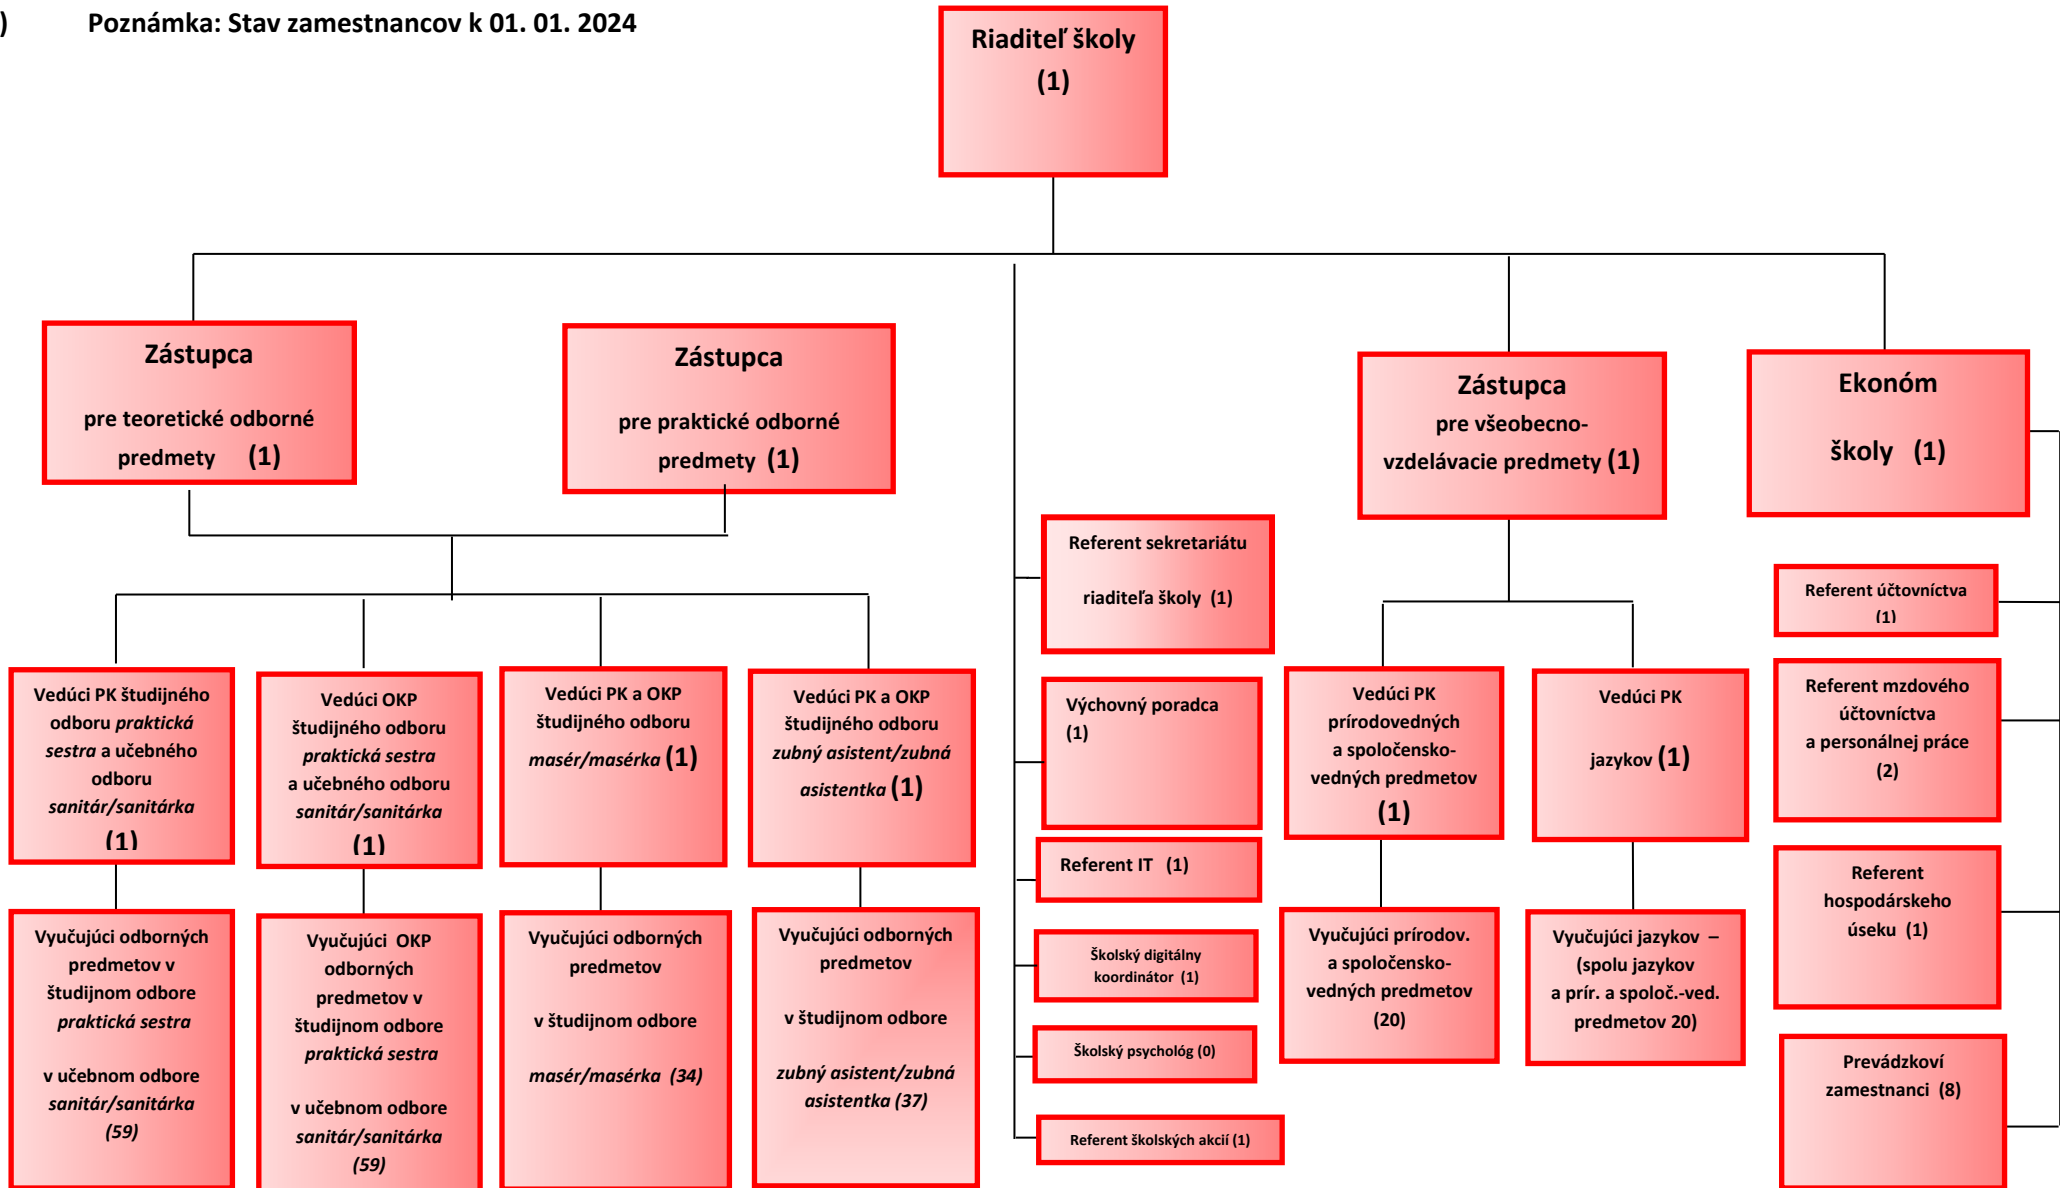 ) Poznámka: Stav zamestnancov k 01. 01. 2024
Riaditeľ školy
(1)
Zástupca
pre teoretické odborné
predmety (1)
Zástupca
pre praktické odborné
predmety (1)
Zástupca
pre všeobecno-
vzdelávacie predmety (1)
Ekonóm
školy (1)
Referent sekretariátu
riaditeľa školy (1)
Výchovný poradca
(1)
Referent IT (1)
Školský digitálny
koordinátor (1)
Školský psychológ (0)
Referent školských akcií (1)
Referent účtovníctva
(1)
Referent mzdového
účtovníctva
a personálnej práce
(2)
Referent
hospodárskeho
úseku (1)
Prevádzkoví
zamestnanci (8)
Vedúci PK študijného
odboru praktická
sestra a učebného
odboru
sanitár/sanitárka
(1)
Vedúci OKP
študijného odboru
praktická sestra
a učebného odboru
sanitár/sanitárka
(1)
Vedúci PK a OKP
študijného odboru
masér/masérka (1)
Vedúci PK a OKP
študijného odboru
zubný asistent/zubná
asistentka (1)
Vedúci PK
prírodovedných
a spoločensko-
vedných predmetov
(1)
Vedúci PK
jazykov (1)
Vyučujúci odborných
predmetov v
študijnom odbore
praktická sestra
v učebnom odbore
sanitár/sanitárka
(59)
Vyučujúci OKP
odborných
predmetov v
študijnom odbore
praktická sestra
v učebnom odbore
sanitár/sanitárka
(59)
Vyučujúci odborných
predmetov
v študijnom odbore
masér/masérka (34)
Vyučujúci odborných
predmetov
v študijnom odbore
zubný asistent/zubná
asistentka (37)
Vyučujúci prírodov.
a spoločensko-
vedných predmetov
(20)
Vyučujúci jazykov –
(spolu jazykov
a prír. a spoloč.-ved.
predmetov 20)